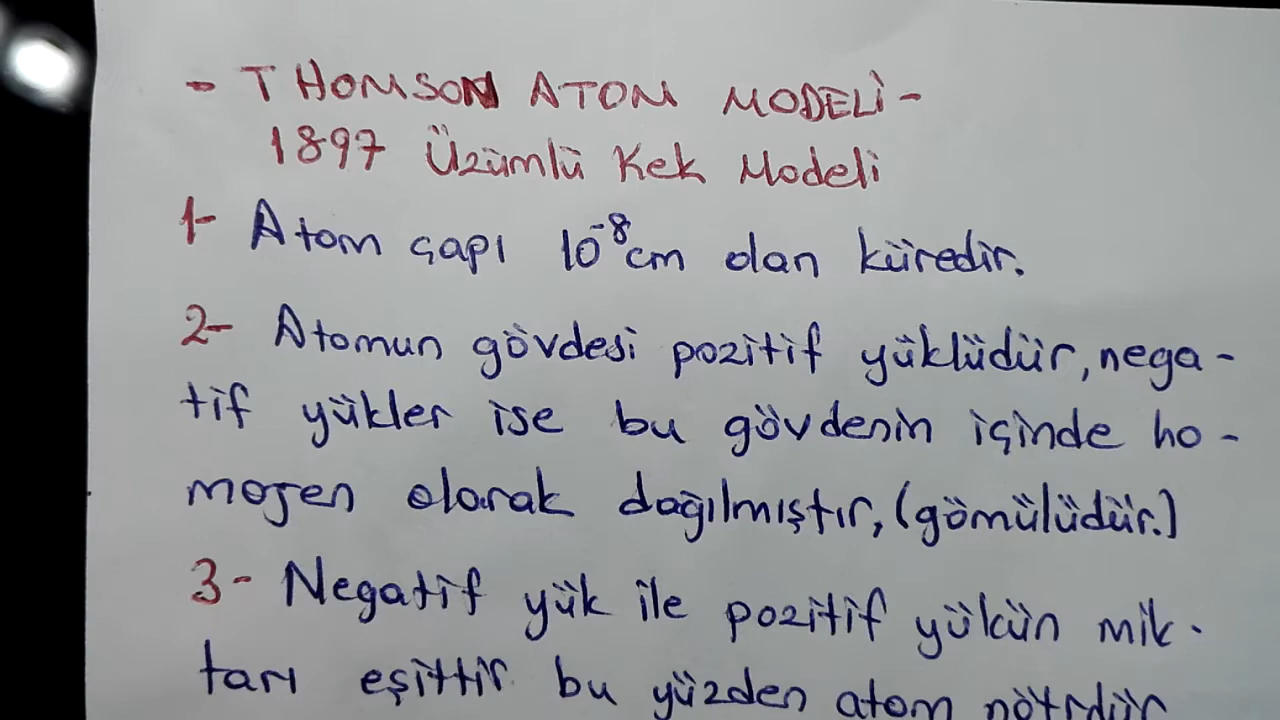 - THOMSON ATOM MODELİ -
1897 Üzümlü Kek Modeli
1- Atom çapı 10⁻⁸cm olan küredir.
2- Atomun gövdesi pozitif yüklüdür, nega-
tif yükler ise bu gövdenin içinde ho-
mojen olarak dağılmıştır, (gömülüdür.)
3- Negatif yük ile pozitif yükün mik-
tarı eşittir bu yüzden atom nötrdür